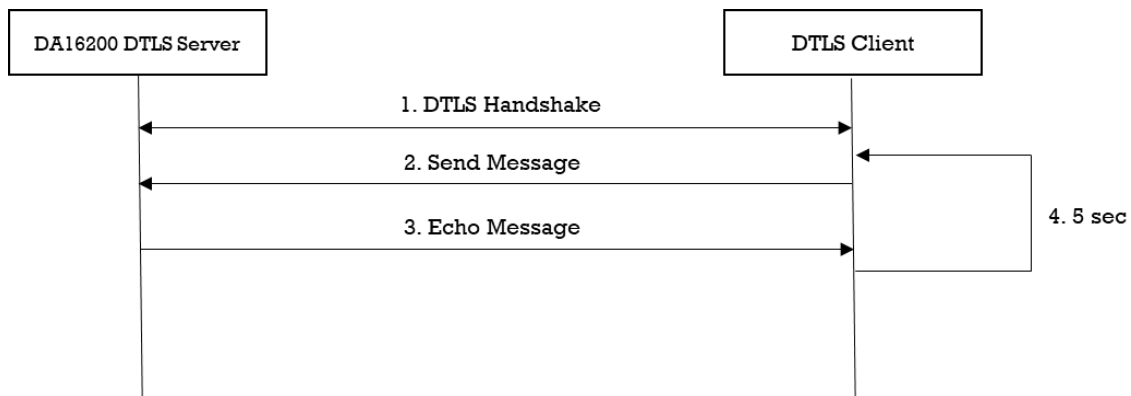 DA16200 DTLS Server
DTLS Client
1. DTLS Handshake
2. Send Message
3. Echo Message
4. 5 sec